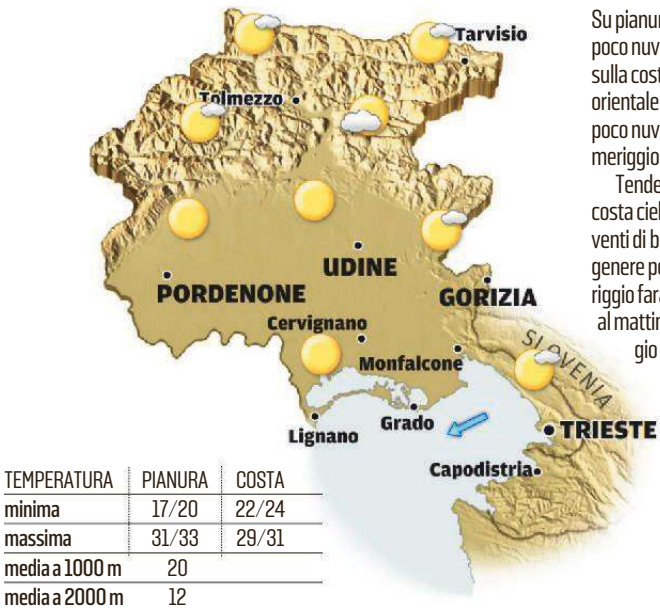 Tarvisio
Tolmezzo
UDINE
PORDENONE
GORIZIA
Cervignano
Monfalcone
SLOVENIA
Grado
Lignano
TRIESTE
Capodistria
TEMPERATURA PIANURA COSTA
minima 17/20 22/24
massima 31/33 29/31
media a 1000 m 20
media a 2000 m 12
Su pianur
poco nuv
sulla cost
orientale
poco nuv
meriggio
Tende
costa ciel
venti di b
genere po
riggio fara
al mattin
gio